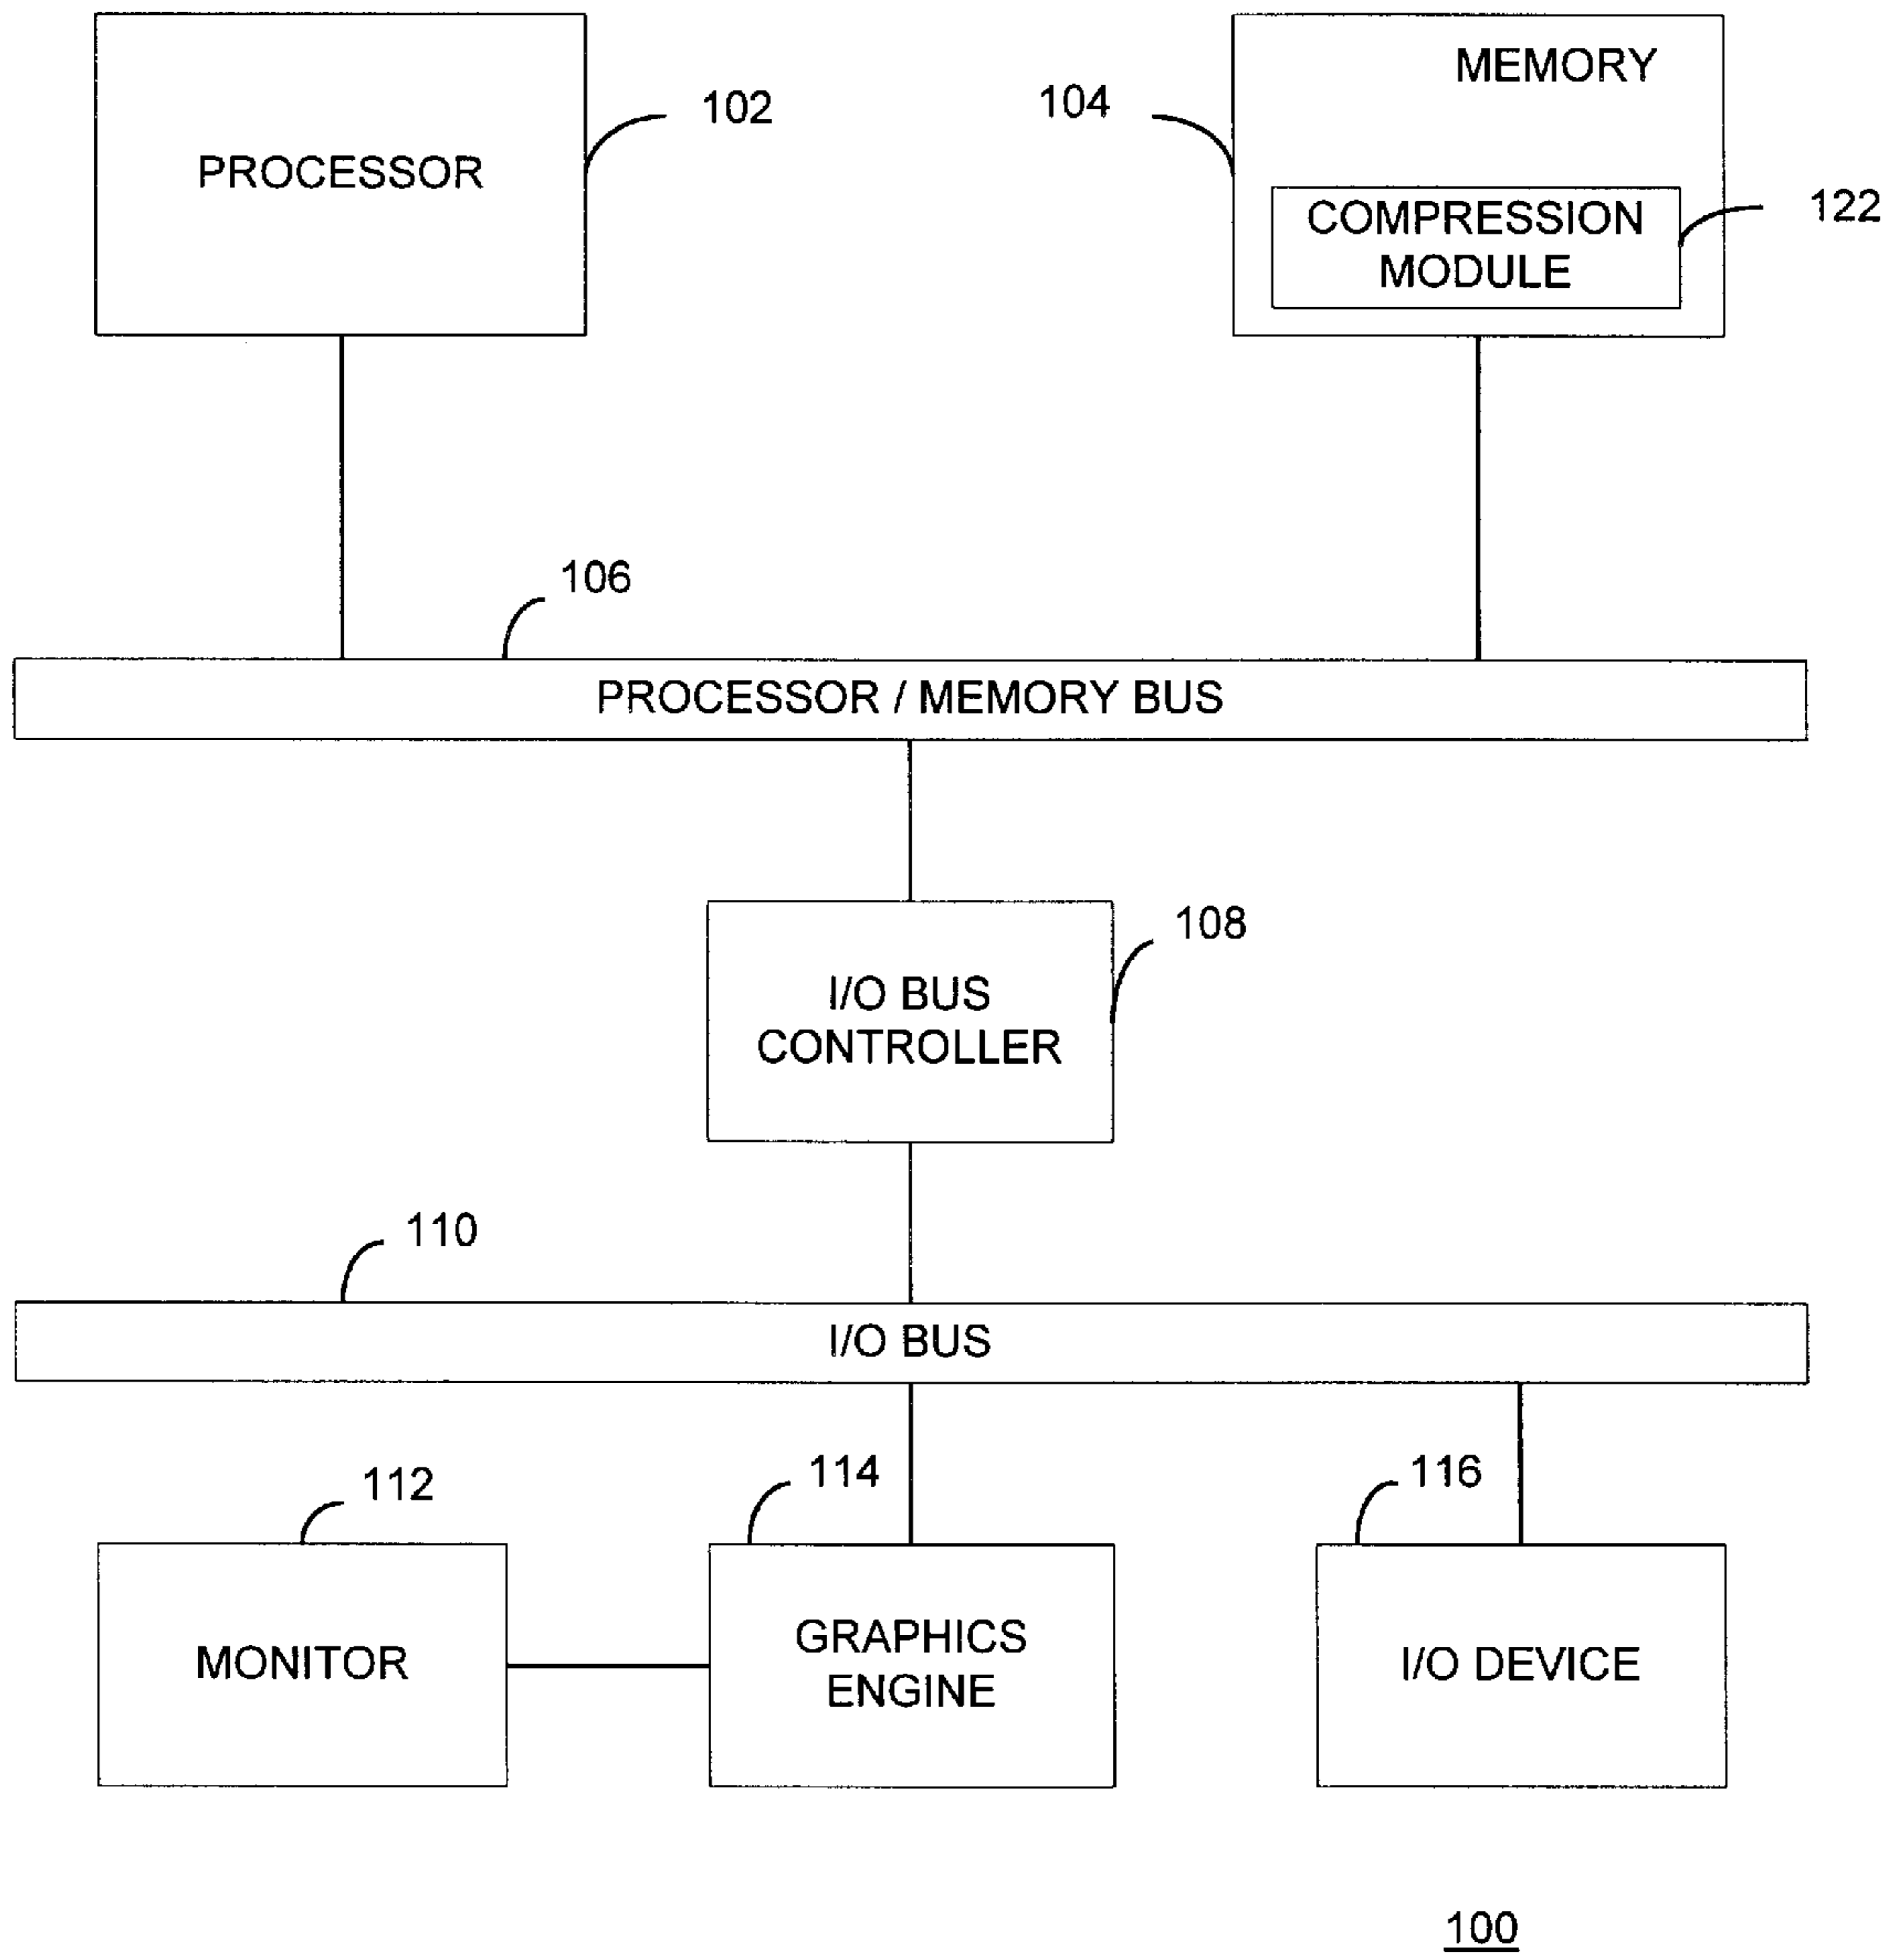 PROCESSOR
102
104
MEMORY
COMPRESSION
MODULE
122
106
PROCESSOR / MEMORY BUS
108
I/O BUS
CONTROLLER
110
I/O BUS
112
114
116
MONITOR
GRAPHICS
ENGINE
I/O DEVICE
100